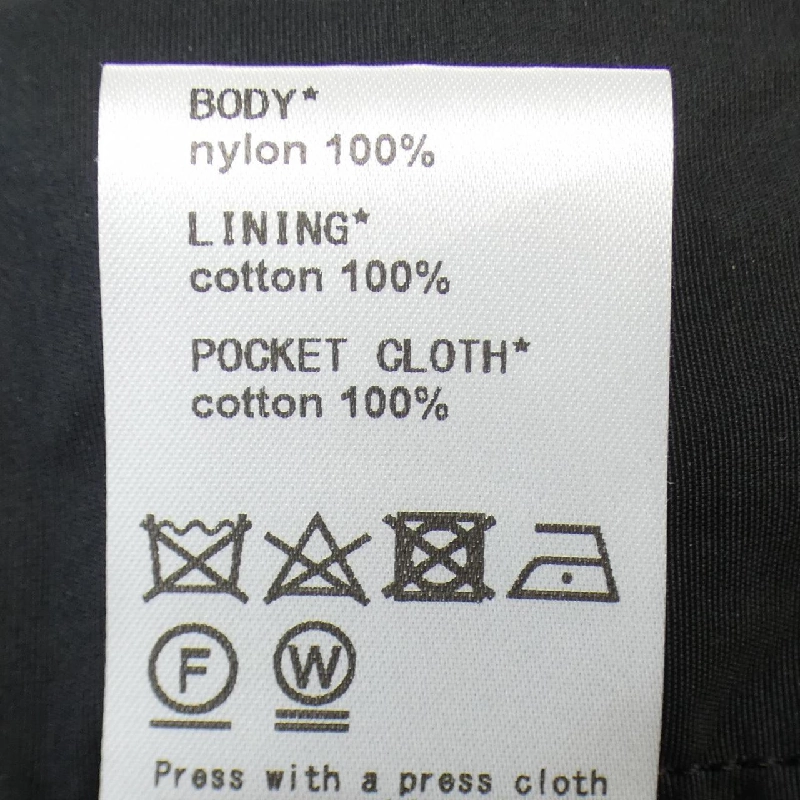 BODY*
nylon 100%
LINING*
cotton 100%
POCKET CLOTH*
cotton 100%
F W
Press with a press cloth